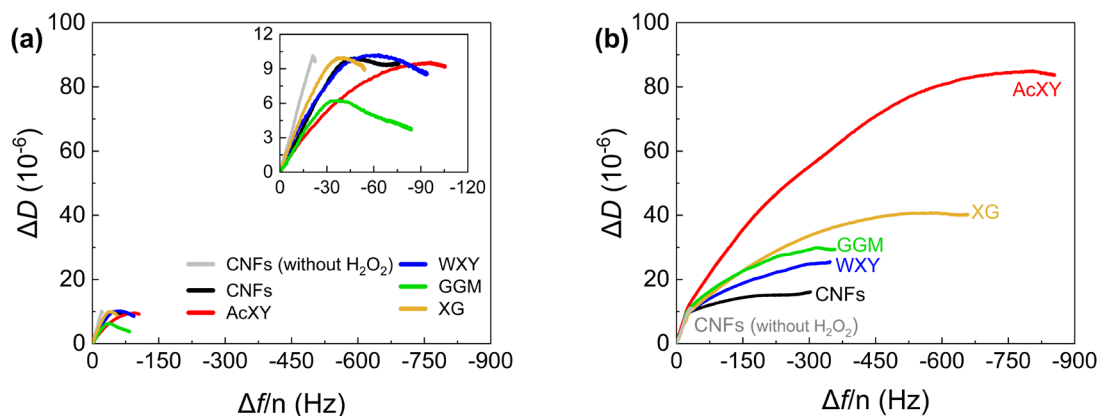 (a)
ΔD (10⁻⁶)
100
80
60
40
20
0
0
-150
-300
-450
-600
-750
-900
Δf/n (Hz)
12
9
6
3
0
0
-30
-60
-90
-120
CNFs (without H₂O₂)
CNFs
AcXY
WXY
GGM
XG
(b)
ΔD (10⁻⁶)
100
80
60
40
20
0
0
-150
-300
-450
-600
-750
-900
Δf/n (Hz)
AcXY
XG
GGM
WXY
CNFs
CNFs (without H₂O₂)